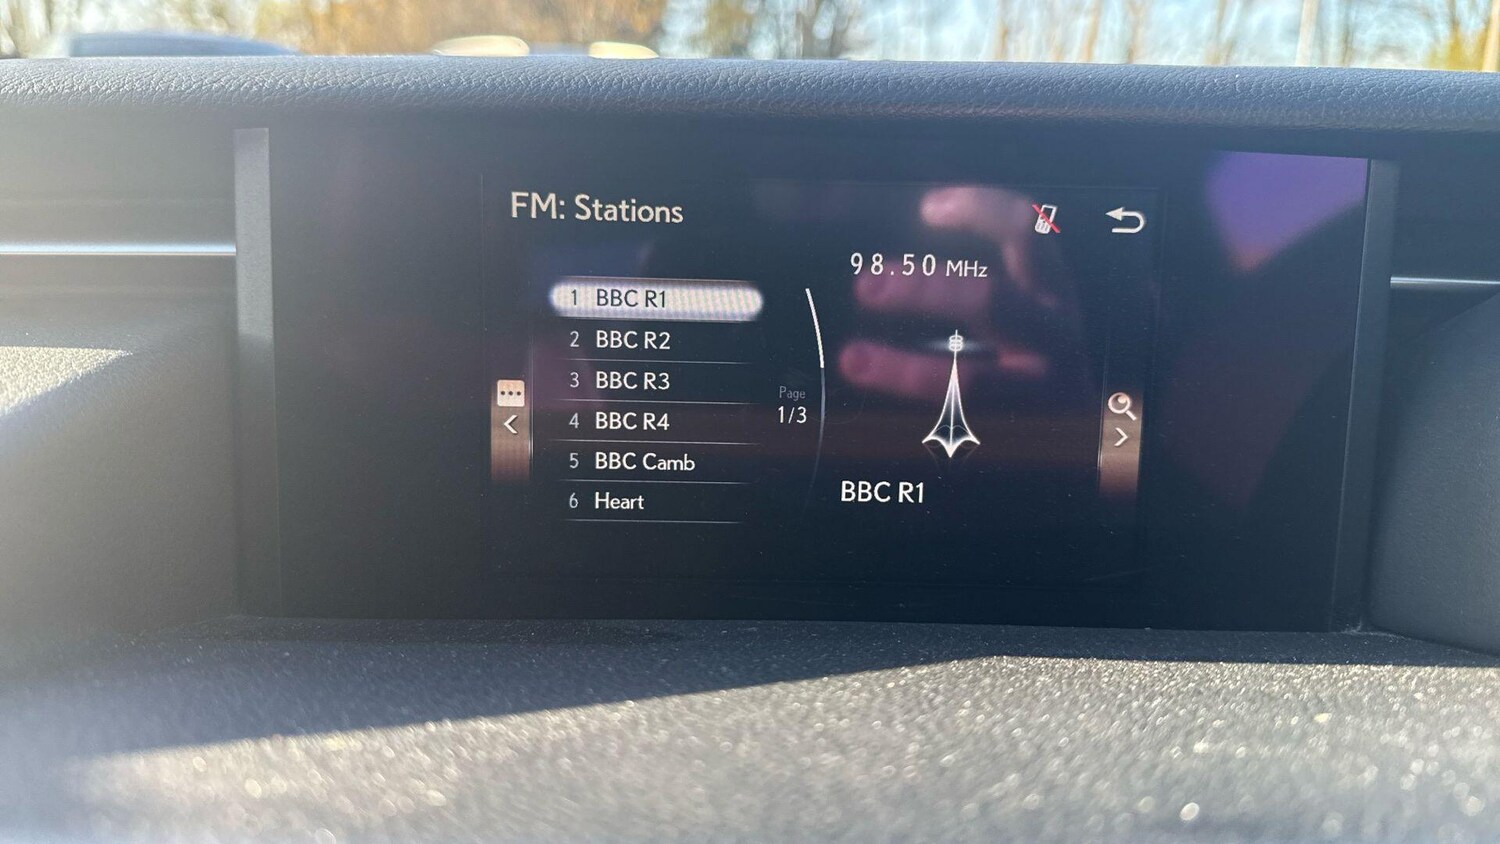 FM: Stations
98.50 MHz
1 BBC R1
2 BBC R2
3 BBC R3
4 BBC R4
5 BBC Camb
6 Heart
Page
1/3
BBC R1